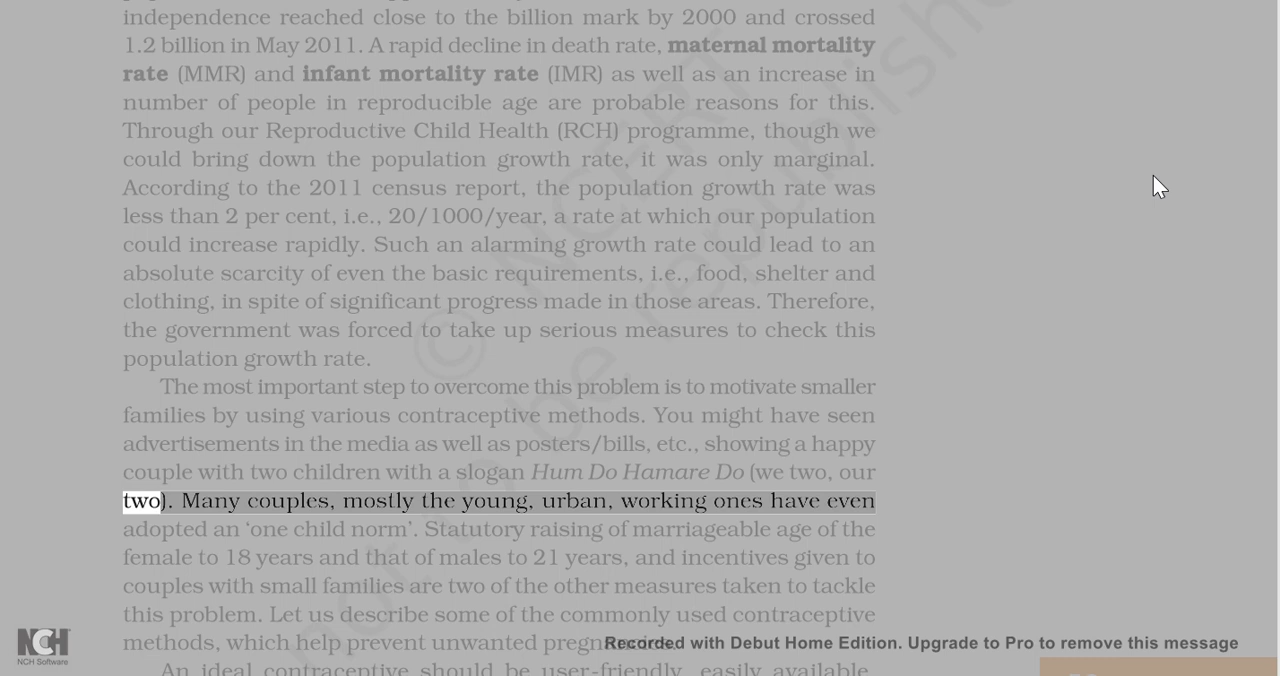 independence reached close to the billion mark by 2000 and crossed
1.2 billion in May 2011. A rapid decline in death rate, maternal mortality
rate (MMR) and infant mortality rate (IMR) as well as an increase in
number of people in reproducible age are probable reasons for this.
Through our Reproductive Child Health (RCH) programme, though we
could bring down the population growth rate, it was only marginal.
According to the 2011 census report, the population growth rate was
less than 2 per cent, i.e., 20/1000/year, a rate at which our population
could increase rapidly. Such an alarming growth rate could lead to an
absolute scarcity of even the basic requirements, i.e., food, shelter and
clothing, in spite of significant progress made in those areas. Therefore,
the government was forced to take up serious measures to check this
population growth rate.
The most important step to overcome this problem is to motivate smaller
families by using various contraceptive methods. You might have seen
advertisements in the media as well as posters/bills, etc., showing a happy
couple with two children with a slogan Hum Do Hamare Do (we two, our
two). Many couples, mostly the young, urban, working ones have even
adopted an ‘one child norm’. Statutory raising of marriageable age of the
female to 18 years and that of males to 21 years, and incentives given to
couples with small families are two of the other measures taken to tackle
this problem. Let us describe some of the commonly used contraceptive
methods, which help prevent unwanted
An ideal contraceptive should be user-friendly, easily available,
© NCERT
not to be republished
NCH
NCH Software
Recorded with Debut Home Edition. Upgrade to Pro to remove this message